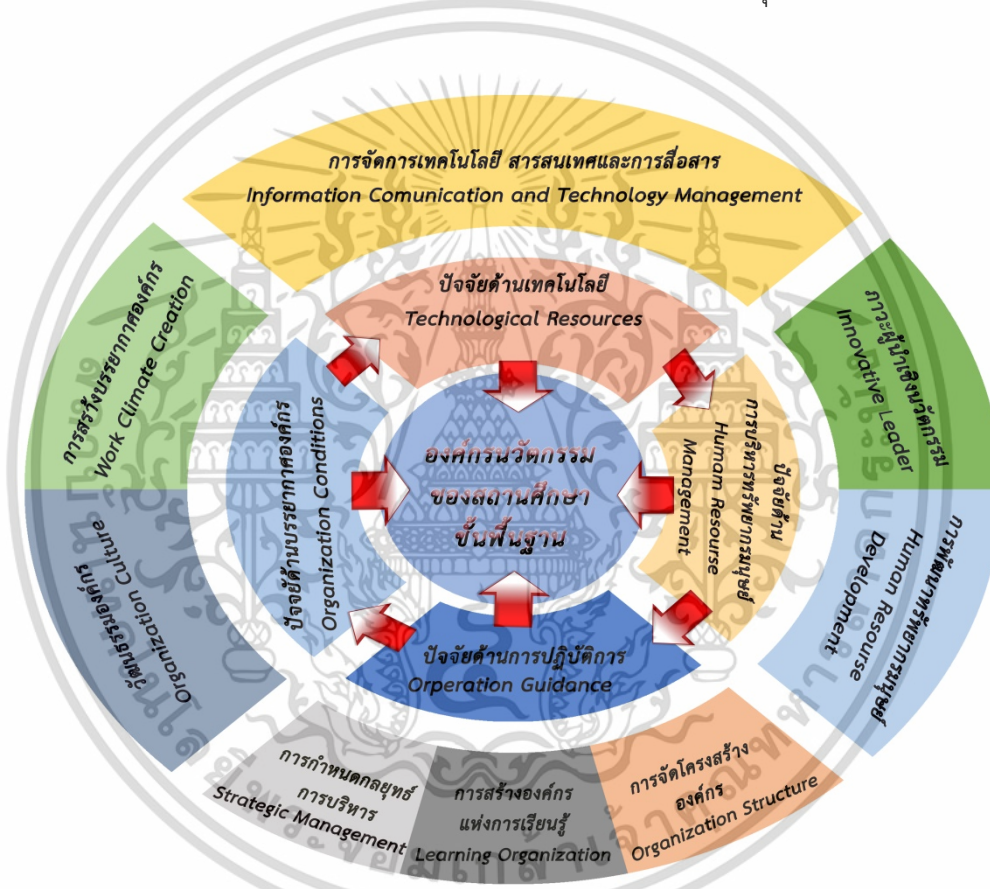 การจัดการเทคโนโลยี สารสนเทศและการสื่อสาร
Information Comunication and Technology Management
ปัจจัยด้านเทคโนโลยี
Technological Resources
การสร้างบรรยากาศองค์กร
Work Climate Creation
ภาวะผู้นำเชิงนวัตกรรม
Innovative Leader
ปัจจัยด้านบรรยากาศองค์กร
Organization Conditions
องค์กรนวัตกรรม
ของสถานศึกษา
ขั้นพื้นฐาน
ปัจจัยด้าน
การบริหารทรัพยากรมนุษย์
Human Resourse
Management
วัฒนธรรมองค์กร
Organization Culture
การพัฒนาทรัพยากรมนุษย์
Human Resourse
Development
ปัจจัยด้านการปฏิบัติการ
Orperation Guidance
การกำหนดกลยุทธ์
การบริหาร
Strategic Management
การสร้างองค์กร
แห่งการเรียนรู้
Learning Organization
การจัดโครงสร้าง
องค์กร
Organization Structure